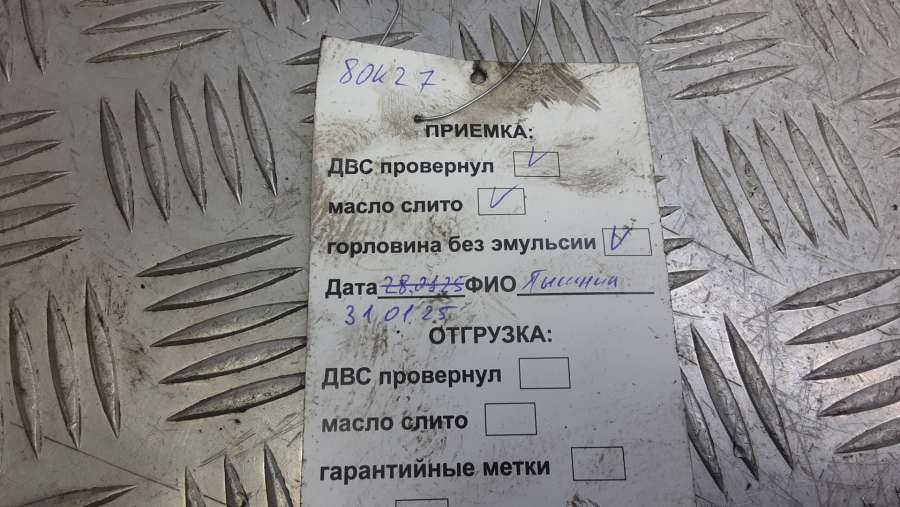 80К27
ПРИЕМКА:
ДВС провернул
масло слито
горловина без эмульсии
Дата 28.01.25 ФИО
31.01.25
ОТГРУЗКА:
ДВС провернул
масло слито
гарантийные метки